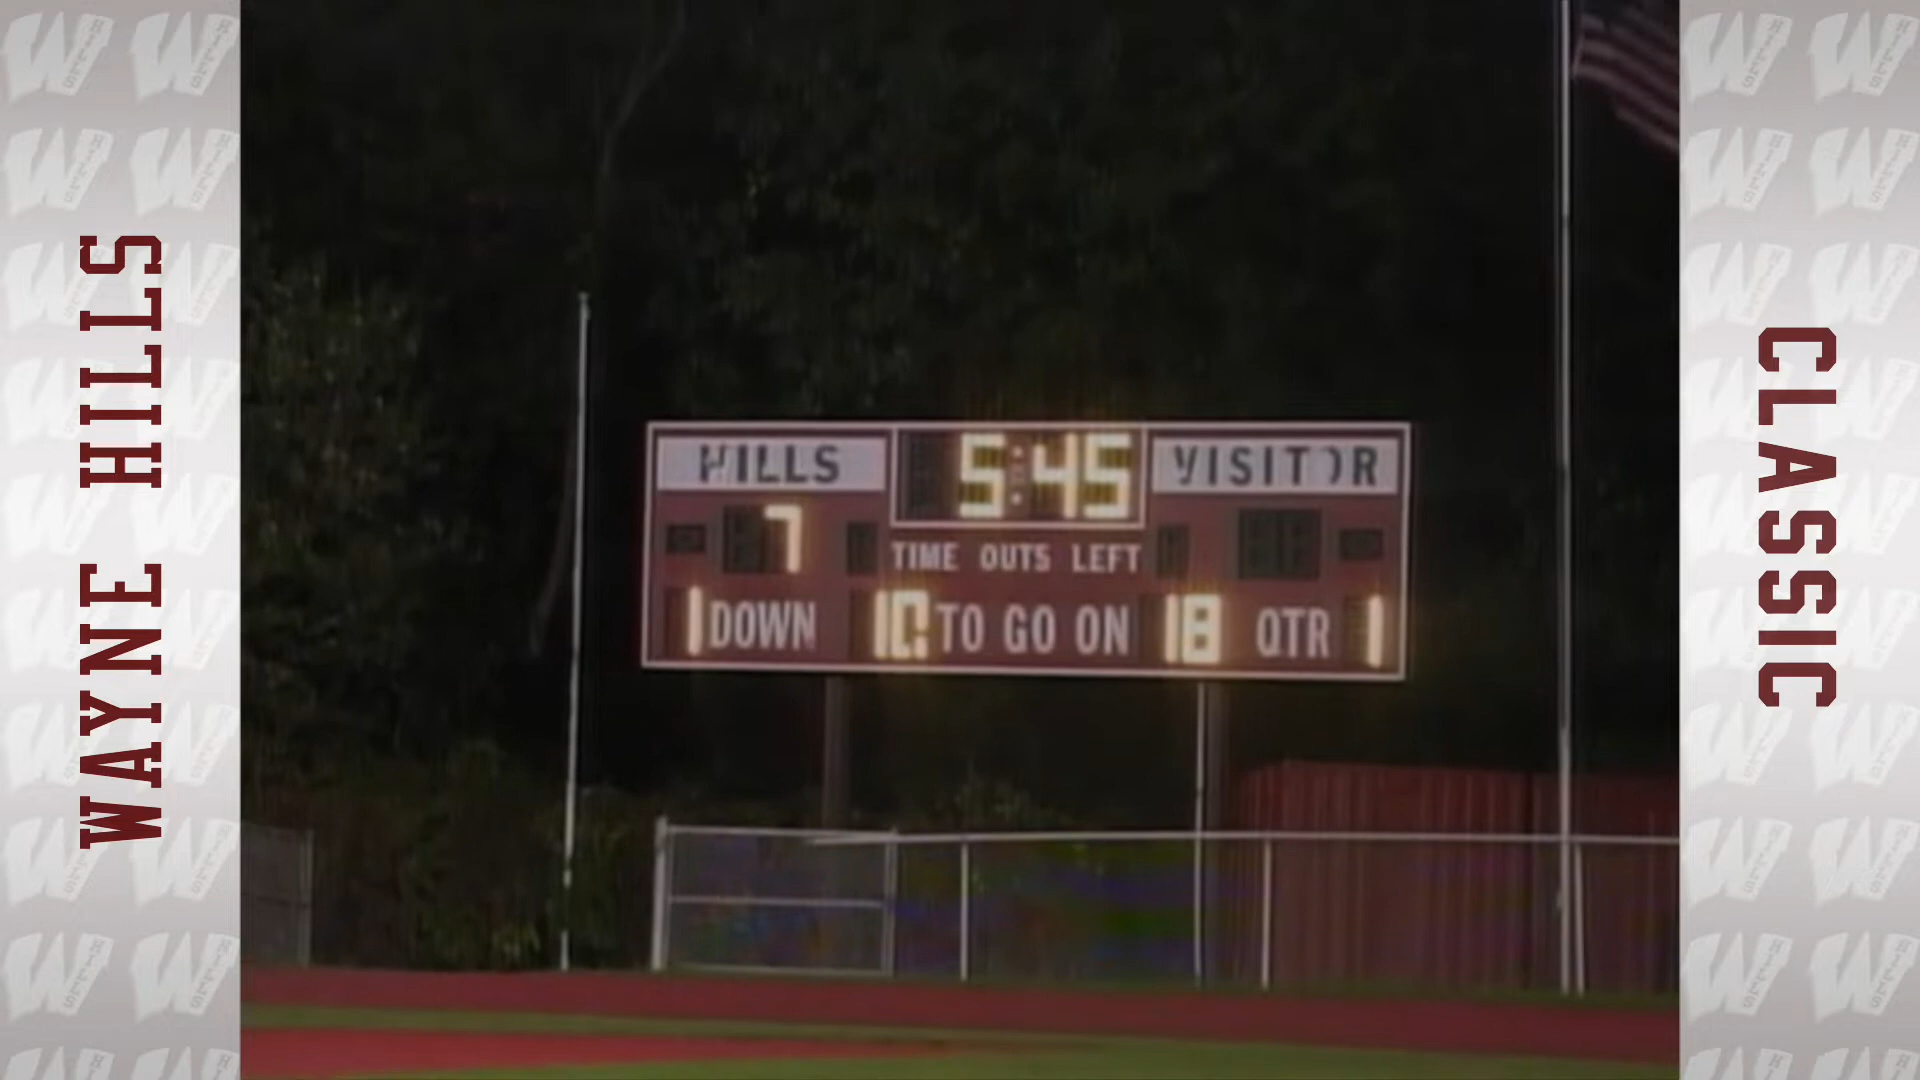 WAYNE HILLS
HILLS 5:45 VISITOR
7
TIME OUTS LEFT
1 DOWN 10 TO GO ON 18 QTR 1
CLASSIC